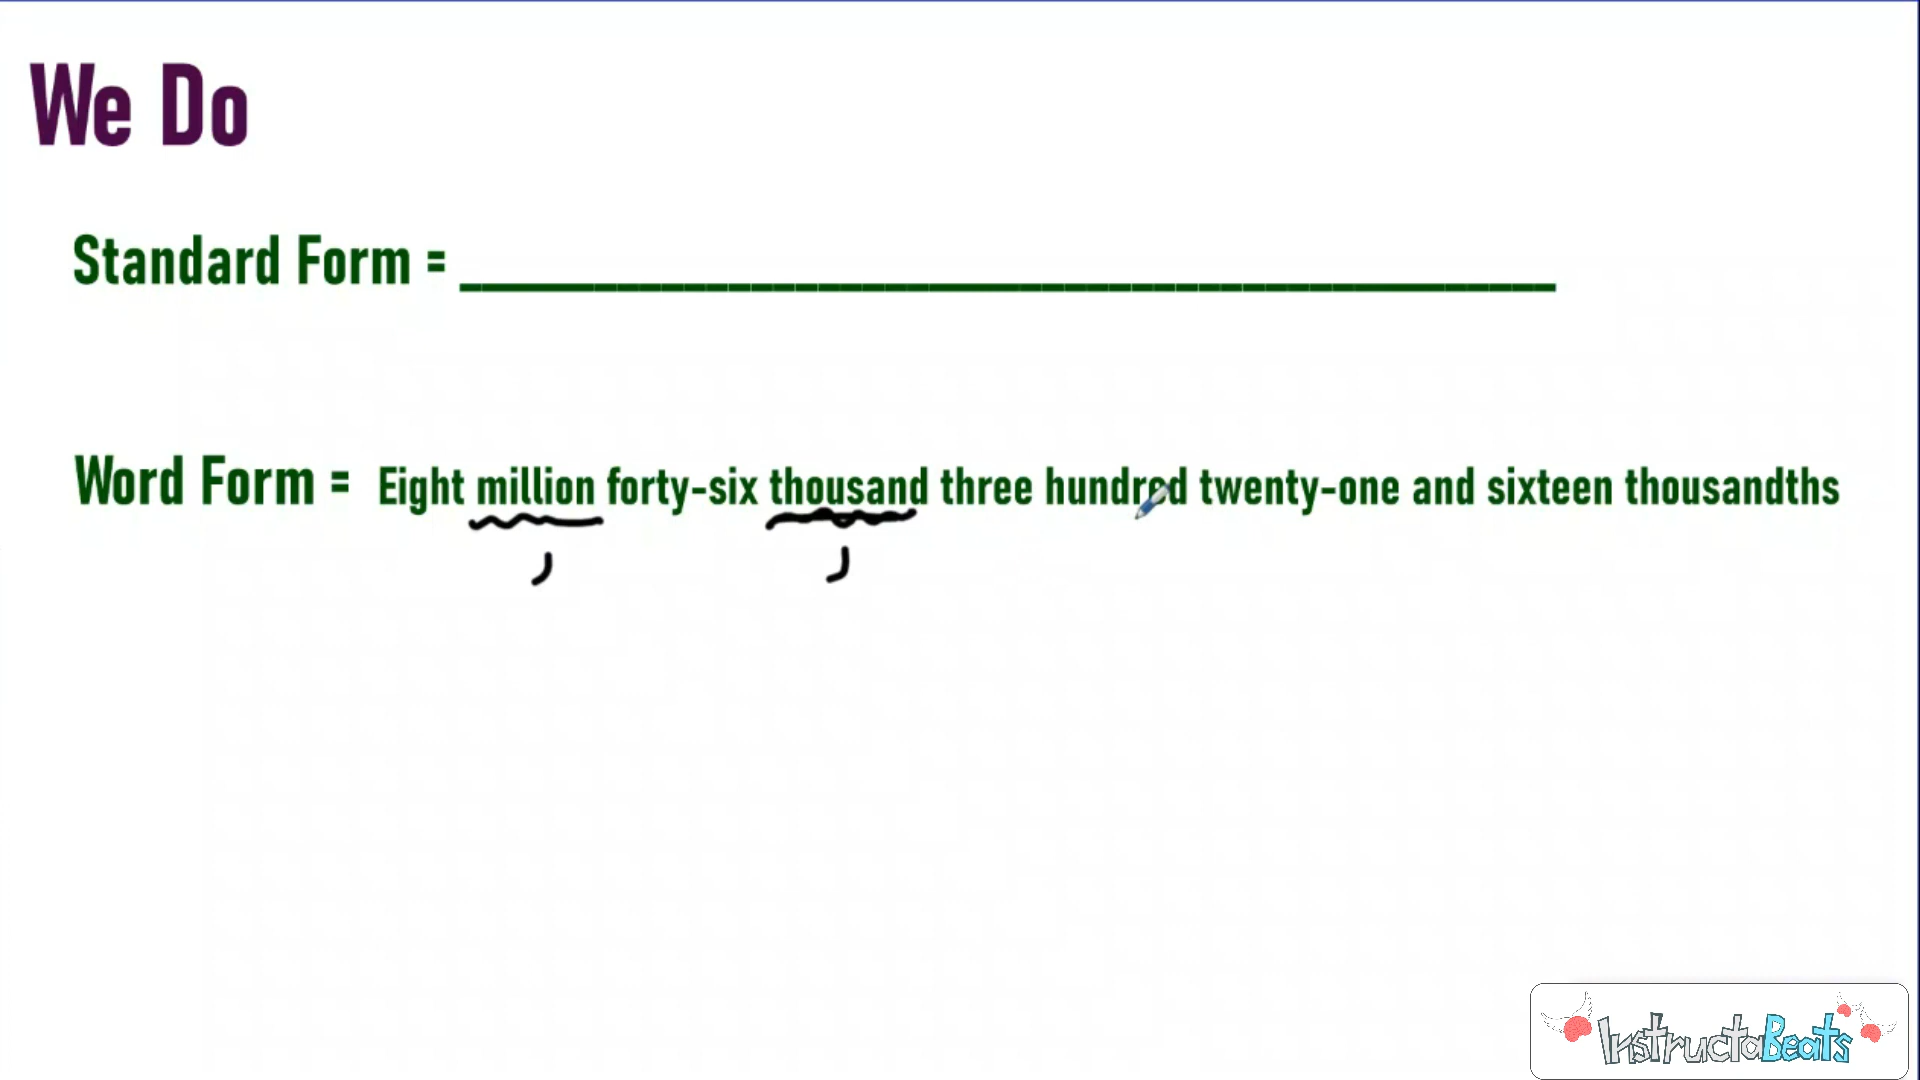 We Do
Standard Form = ______________________________
Word Form = Eight million forty-six thousand three hundred twenty-one and sixteen thousandths
, ,
InstructaBeats